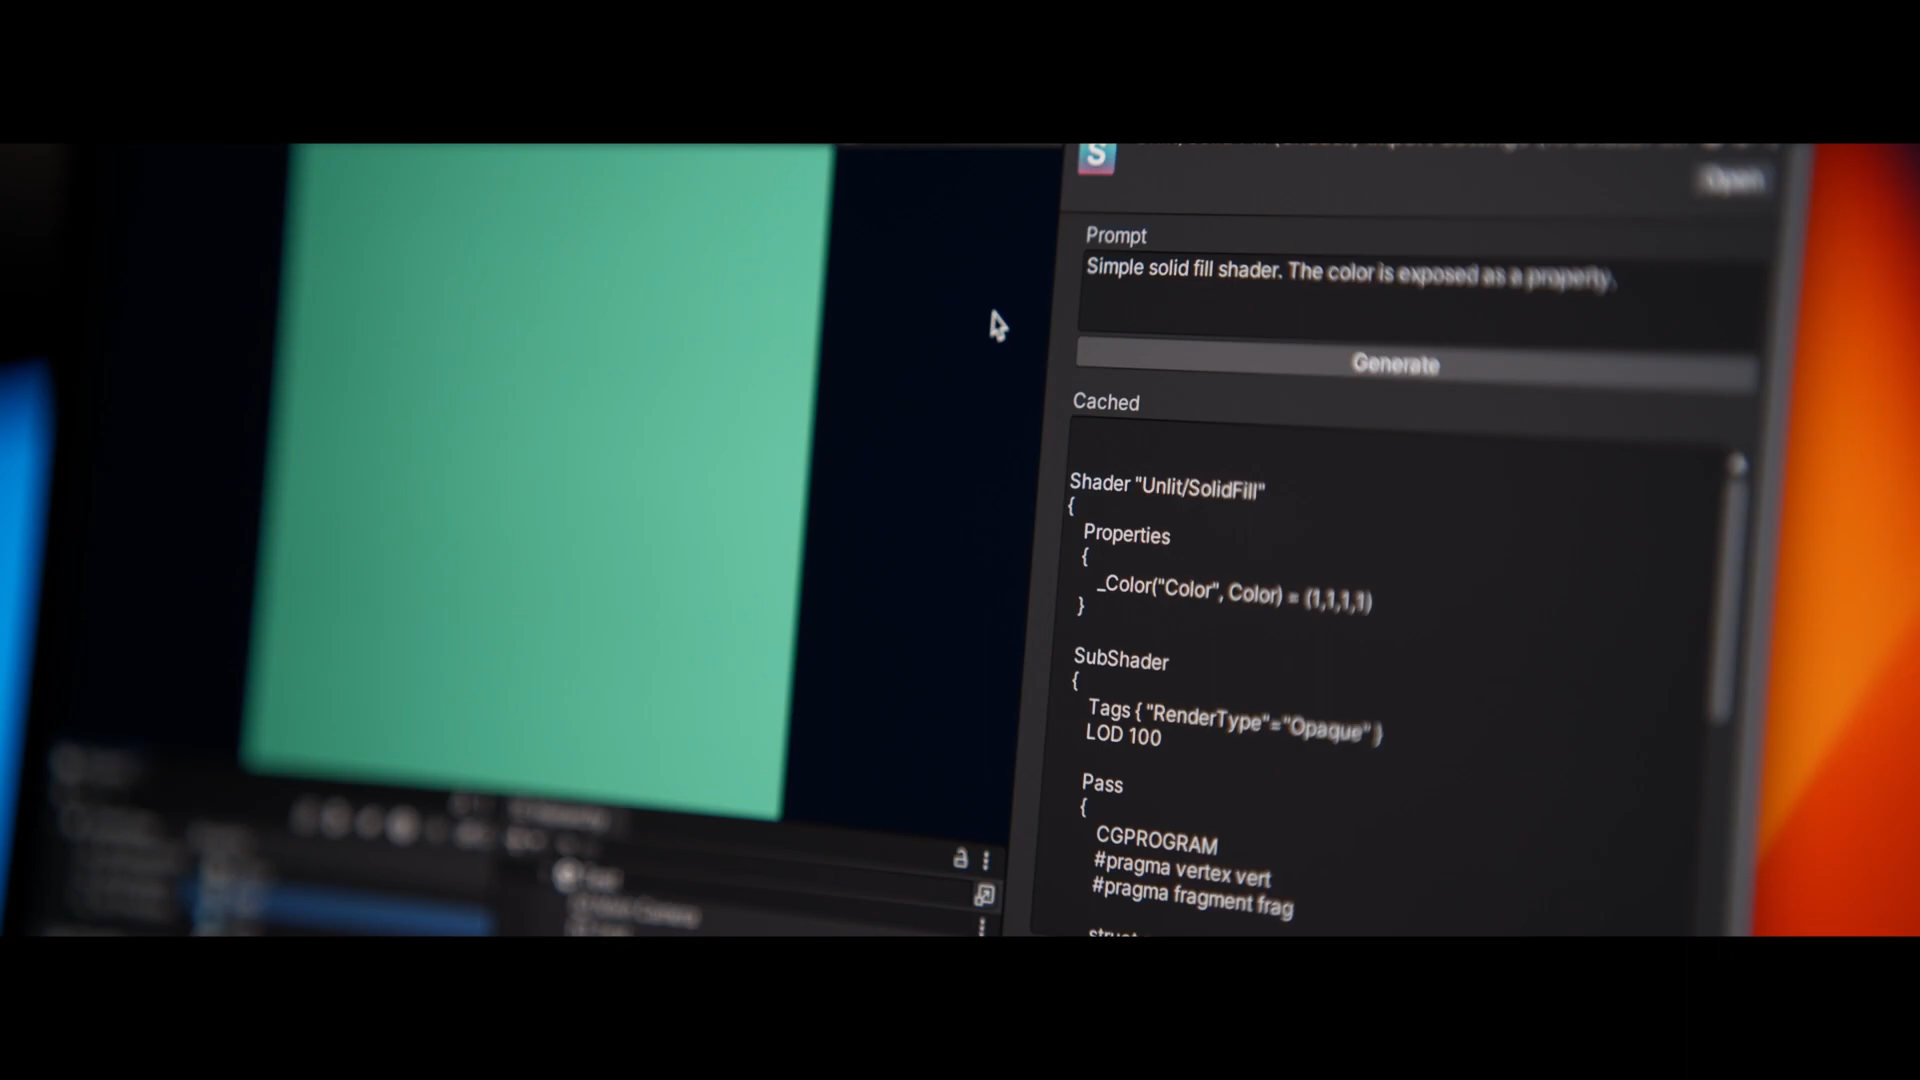 S
Open
Prompt
Simple solid fill shader. The color is exposed as a property.
Generate
Cached
Shader "Unlit/SolidFill"
{
Properties
{
_Color("Color", Color) = (1,1,1,1)
}
SubShader
{
Tags { "RenderType"="Opaque" }
LOD 100
Pass
{
CGPROGRAM
#pragma vertex vert
#pragma fragment frag